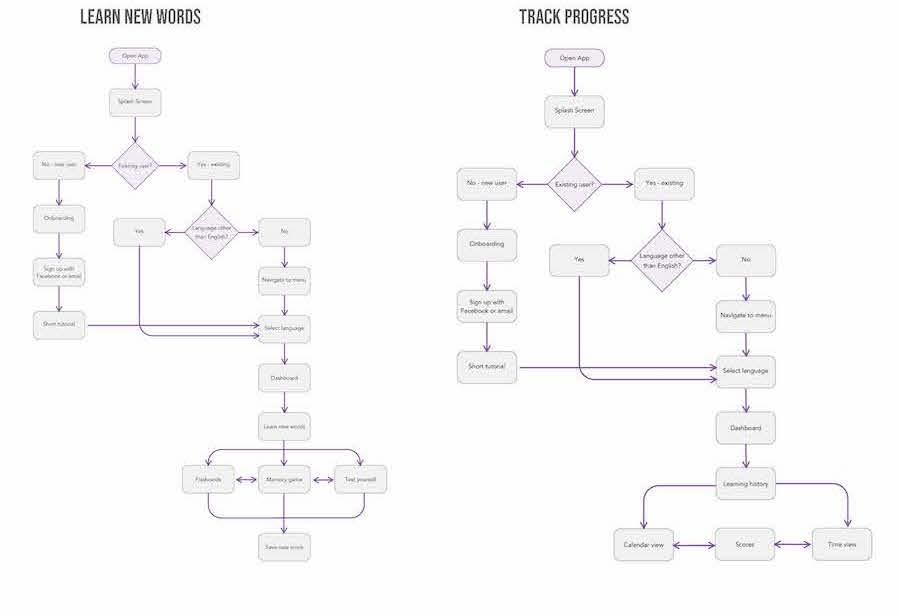 LEARN NEW WORDS
Open App
Splash Screen
Existing user?
No - new user
Yes - existing
Onboarding
Yes
Language other
than English?
No
Sign up with
Facebook or email
Navigate to menu
Short tutorial
Select language
Dashboard
Learn new words
Flashcards
Memory game
Test yourself
Save new words
TRACK PROGRESS
Open App
Splash Screen
Existing user?
No - new user
Yes - existing
Onboarding
Yes
Language other
than English?
No
Sign up with
Facebook or email
Navigate to menu
Short tutorial
Select language
Dashboard
Learning history
Calendar view
Scores
Time view